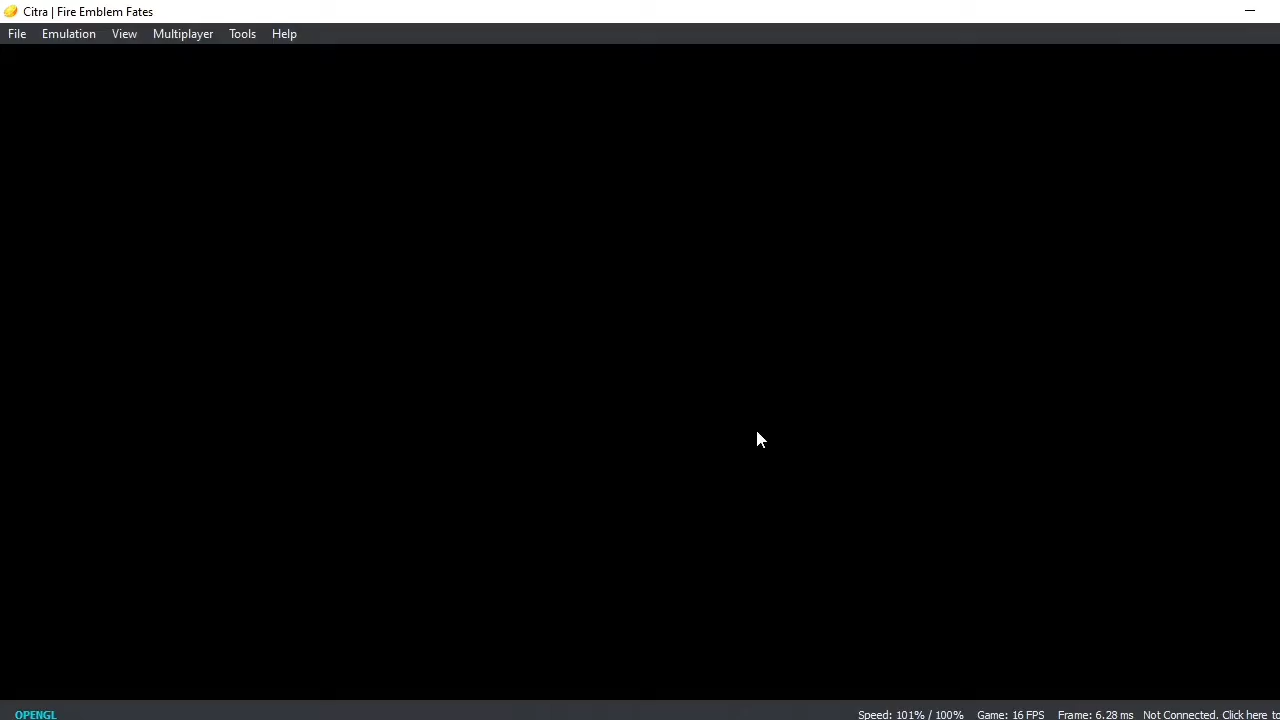 Citra | Fire Emblem Fates
File Emulation View Multiplayer Tools Help
OPENGL Speed: 101% / 100% Game: 16 FPS Frame: 6.28 ms Not Connected. Click here to